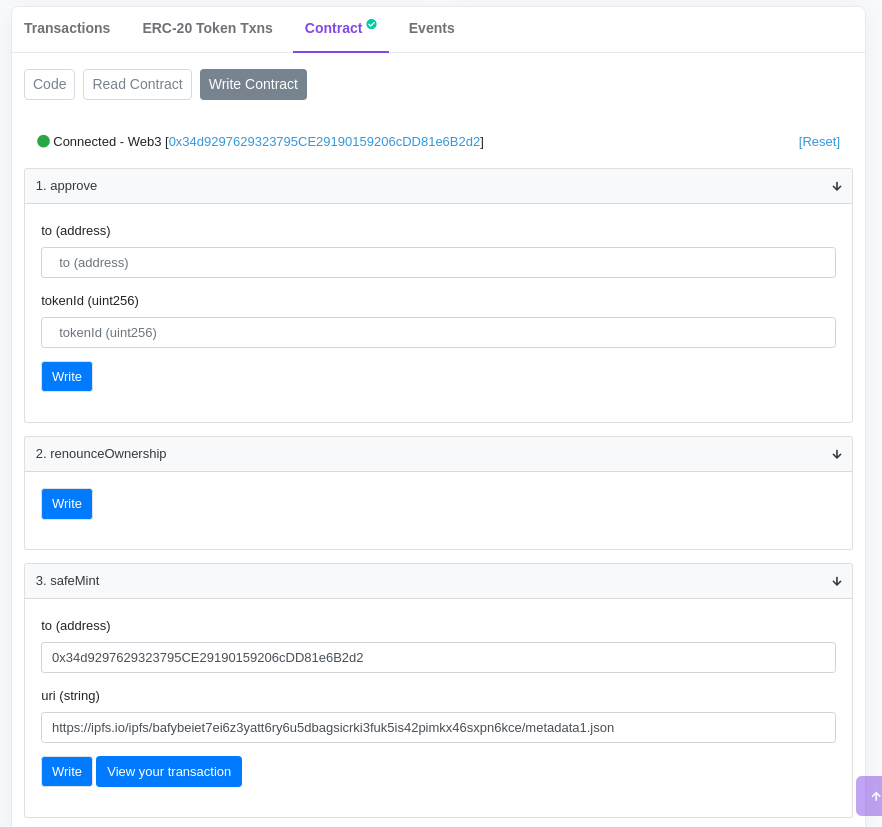 Transactions ERC-20 Token Txns Contract Events
Code Read Contract Write Contract
Connected - Web3 [0x34d9297629323795CE29190159206cDD81e6B2d2] [Reset]
1. approve
to (address)
to (address)
tokenId (uint256)
tokenId (uint256)
Write
2. renounceOwnership
Write
3. safeMint
to (address)
0x34d9297629323795CE29190159206cDD81e6B2d2
uri (string)
https://ipfs.io/ipfs/bafybeiet7ei6z3yatt6ry6u5dbagsicrki3fuk5is42pimkx46sxpn6kce/metadata1.json
Write View your transaction